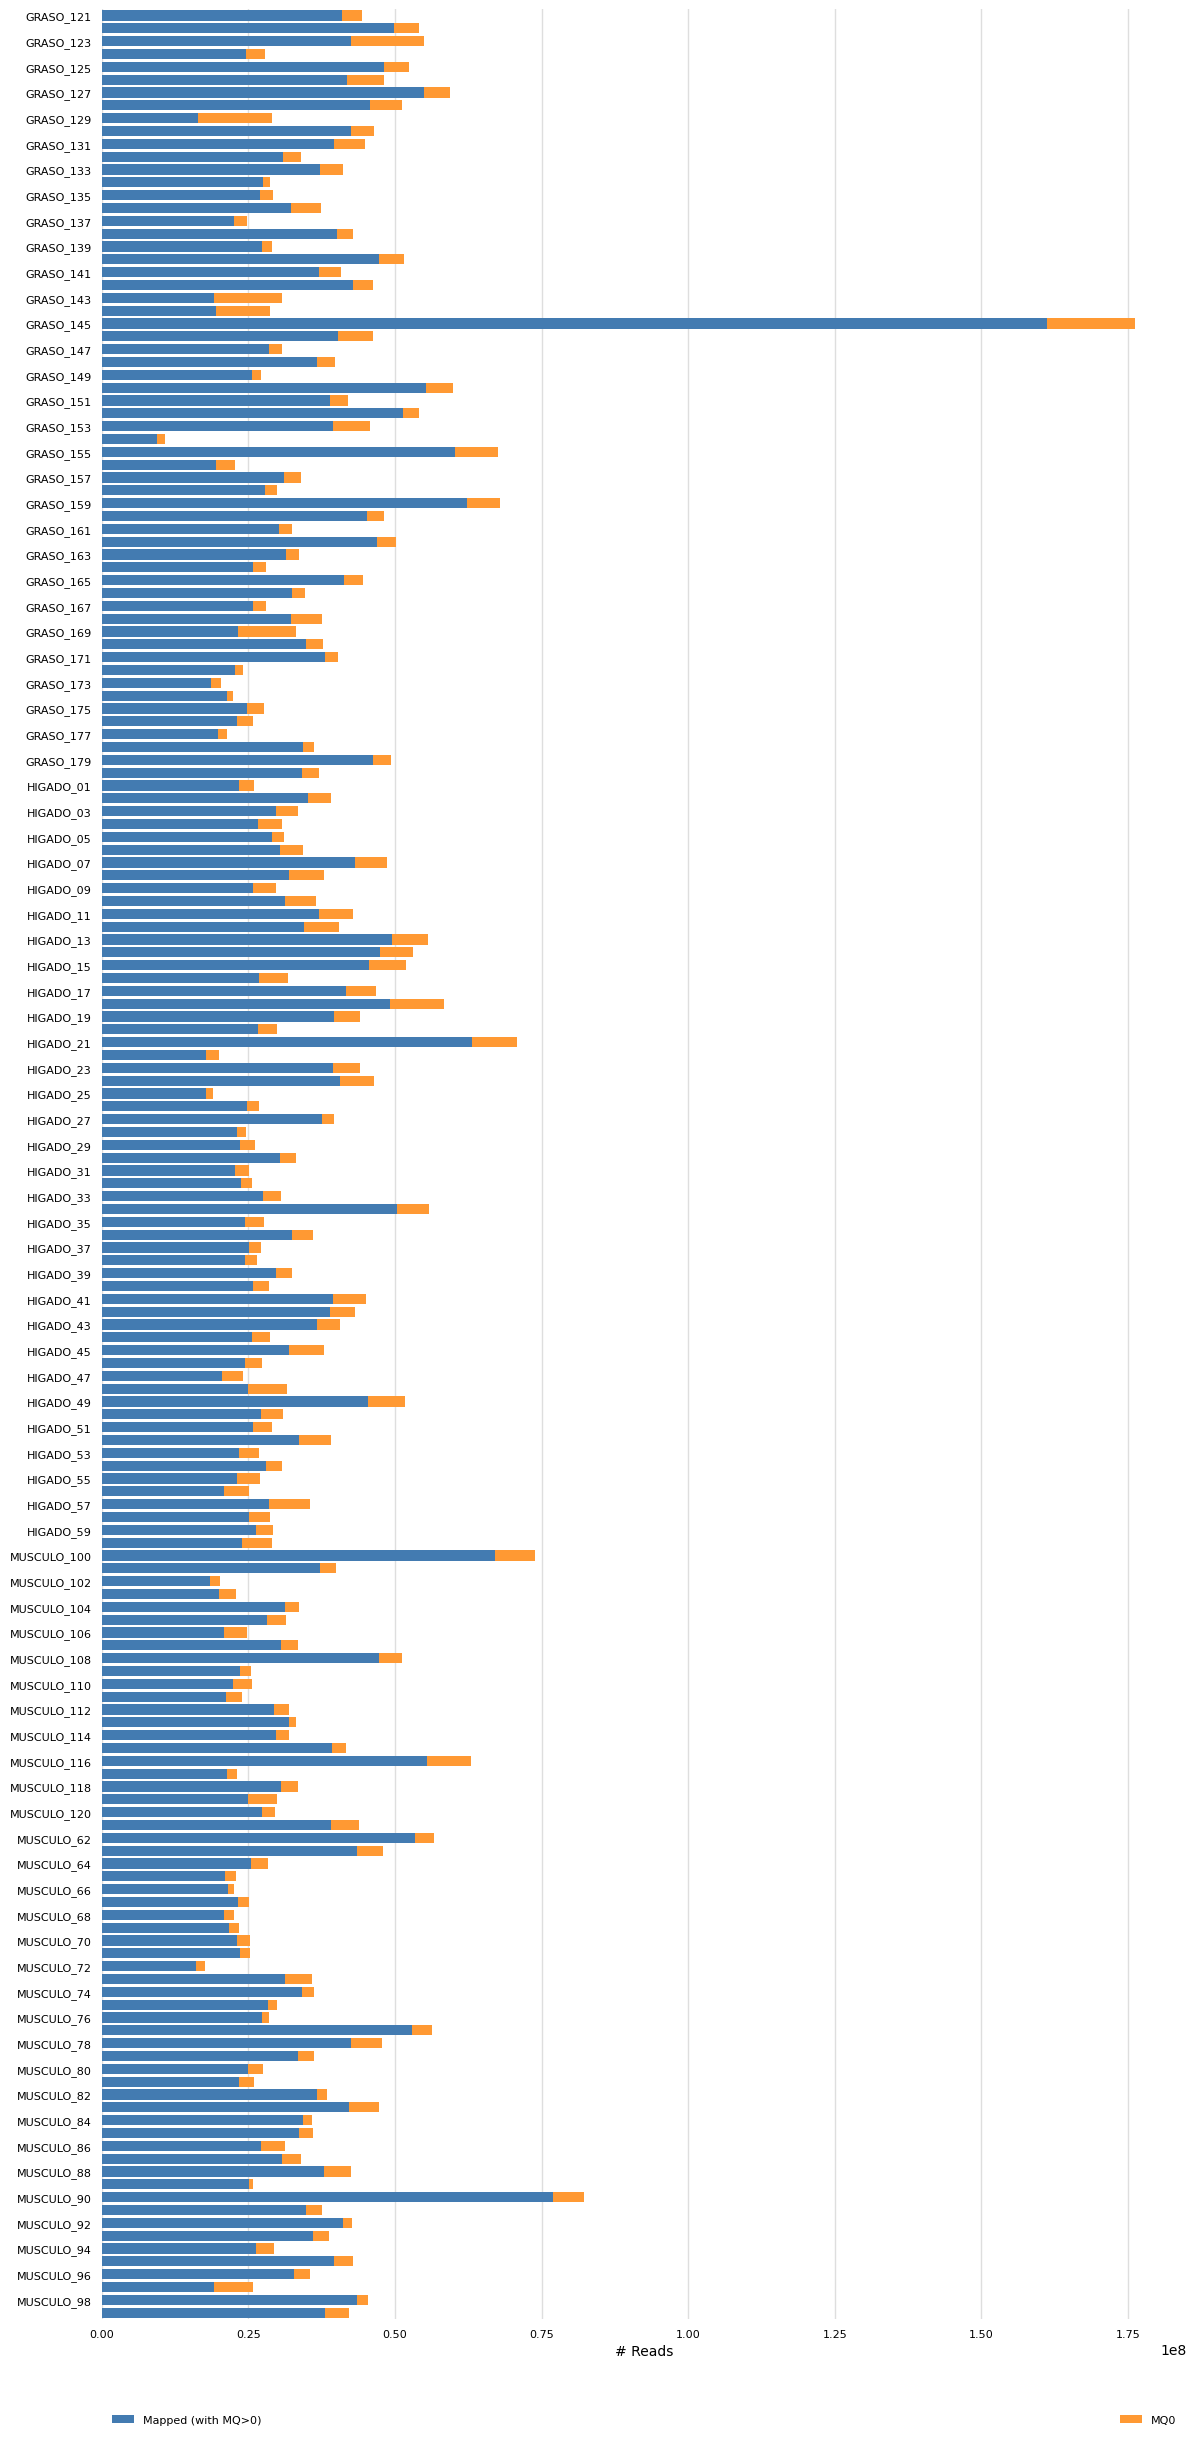 GRASO_121
GRASO_123
GRASO_125
GRASO_127
GRASO_129
GRASO_131
GRASO_133
GRASO_135
GRASO_137
GRASO_139
GRASO_141
GRASO_143
GRASO_145
GRASO_147
GRASO_149
GRASO_151
GRASO_153
GRASO_155
GRASO_157
GRASO_159
GRASO_161
GRASO_163
GRASO_165
GRASO_167
GRASO_169
GRASO_171
GRASO_173
GRASO_175
GRASO_177
GRASO_179
HIGADO_01
HIGADO_03
HIGADO_05
HIGADO_07
HIGADO_09
HIGADO_11
HIGADO_13
HIGADO_15
HIGADO_17
HIGADO_19
HIGADO_21
HIGADO_23
HIGADO_25
HIGADO_27
HIGADO_29
HIGADO_31
HIGADO_33
HIGADO_35
HIGADO_37
HIGADO_39
HIGADO_41
HIGADO_43
HIGADO_45
HIGADO_47
HIGADO_49
HIGADO_51
HIGADO_53
HIGADO_55
HIGADO_57
HIGADO_59
MUSCULO_100
MUSCULO_102
MUSCULO_104
MUSCULO_106
MUSCULO_108
MUSCULO_110
MUSCULO_112
MUSCULO_114
MUSCULO_116
MUSCULO_118
MUSCULO_120
MUSCULO_62
MUSCULO_64
MUSCULO_66
MUSCULO_68
MUSCULO_70
MUSCULO_72
MUSCULO_74
MUSCULO_76
MUSCULO_78
MUSCULO_80
MUSCULO_82
MUSCULO_84
MUSCULO_86
MUSCULO_88
MUSCULO_90
MUSCULO_92
MUSCULO_94
MUSCULO_96
MUSCULO_98
0.00 0.25 0.50 0.75 1.00 1.25 1.50 1.75
# Reads 1e8
Mapped (with MQ>0) MQ0